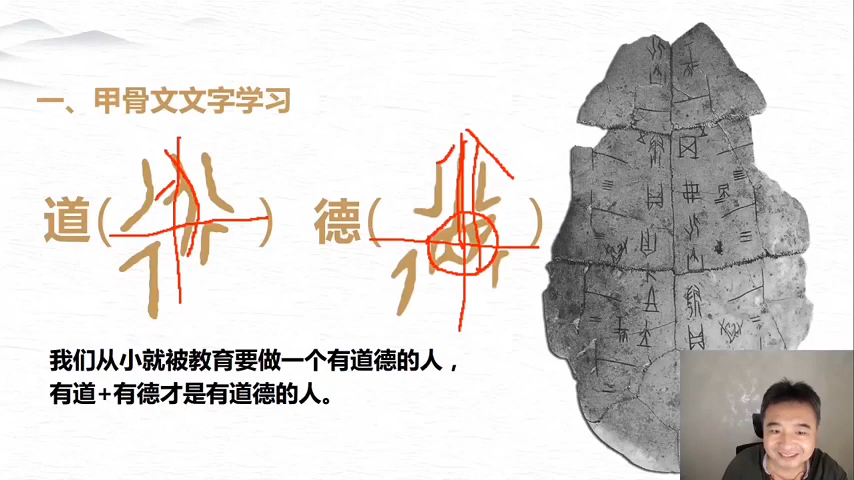 一、甲骨文文字学习
道( )
德( )
我们从小就被教育要做一个有道德的人，
有道+有德才是有道德的人。